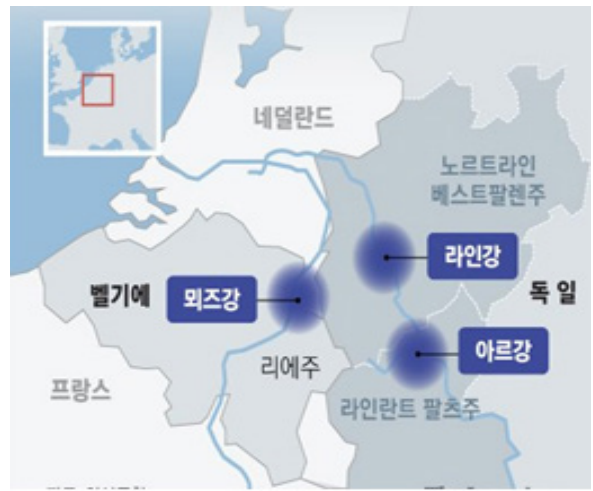 네덜란드
노르트라인
베스트팔렌주
라인강
벨기에
뫼즈강
독일
아르강
리에주
프랑스
라인란트 팔츠주